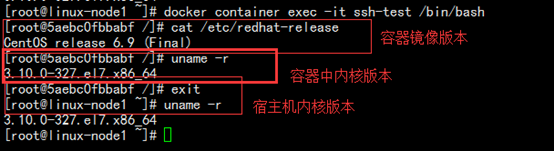 [root@linux-node1 ~]# docker container exec -it ssh-test /bin/bash
[root@5aebc0fbbabf /]# cat /etc/redhat-release
CentOS release 6.9 (Final)
容器镜像版本
[root@5aebc0fbbabf /]# uname -r
3.10.0-327.el7.x86_64
容器中内核版本
[root@5aebc0fbbabf /]# exit
[root@linux-node1 ~]# uname -r
宿主机内核版本
3.10.0-327.el7.x86_64
[root@linux-node1 ~]#